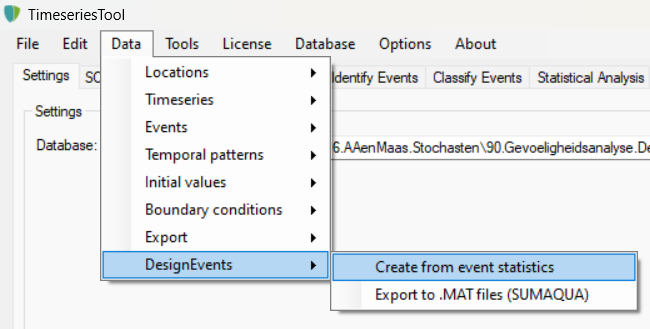 TimeseriesTool
File Edit Data Tools License Database Options About
Settings SO Identify Events Classify Events Statistical Analysis
Settings
Database: 6.AAenMaas.Stochasten\90.Gevoeligheidsanalyse.De
Locations
Timeseries
Events
Temporal patterns
Initial values
Boundary conditions
Export
DesignEvents
Create from event statistics
Export to .MAT files (SUMAQUA)